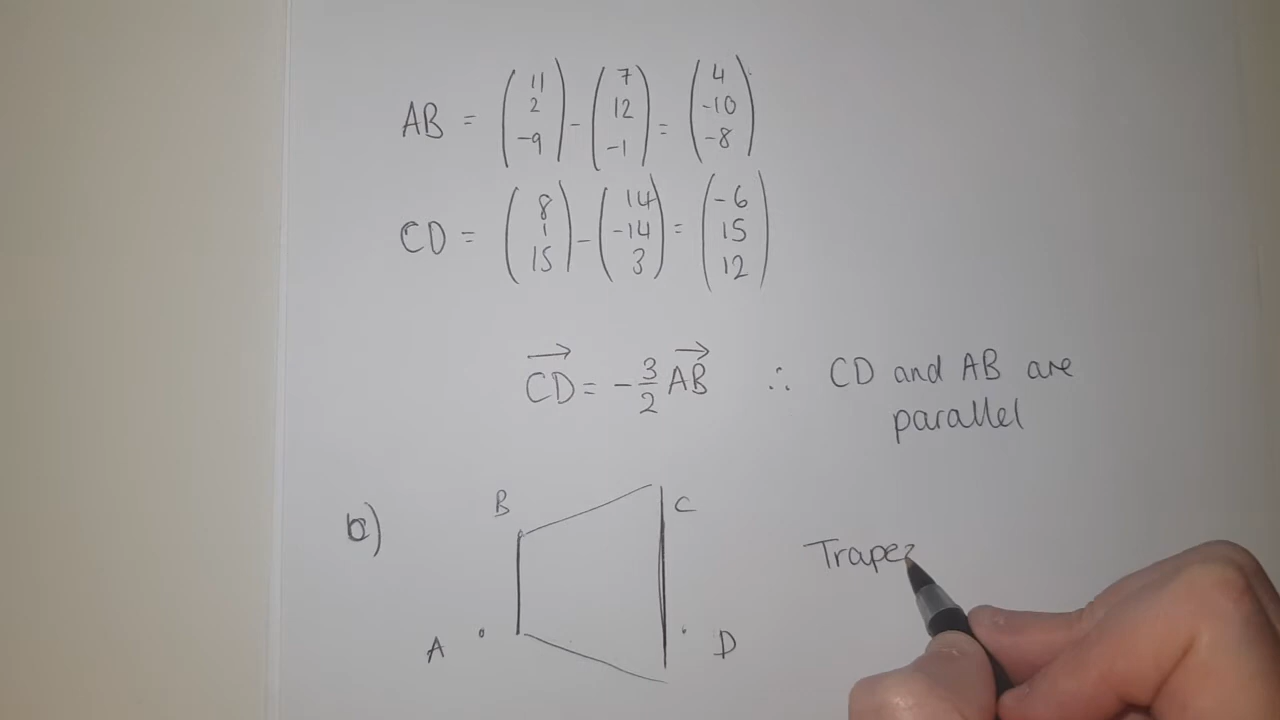 AB = (11 2 -9) - (7 12 -1) = (4 -10 -8)
CD = (8 1 15) - (14 -14 3) = (-6 15 12)
CD = -3/2 AB ∴ CD and AB are
parallel
b)
B C
Trapez
A D